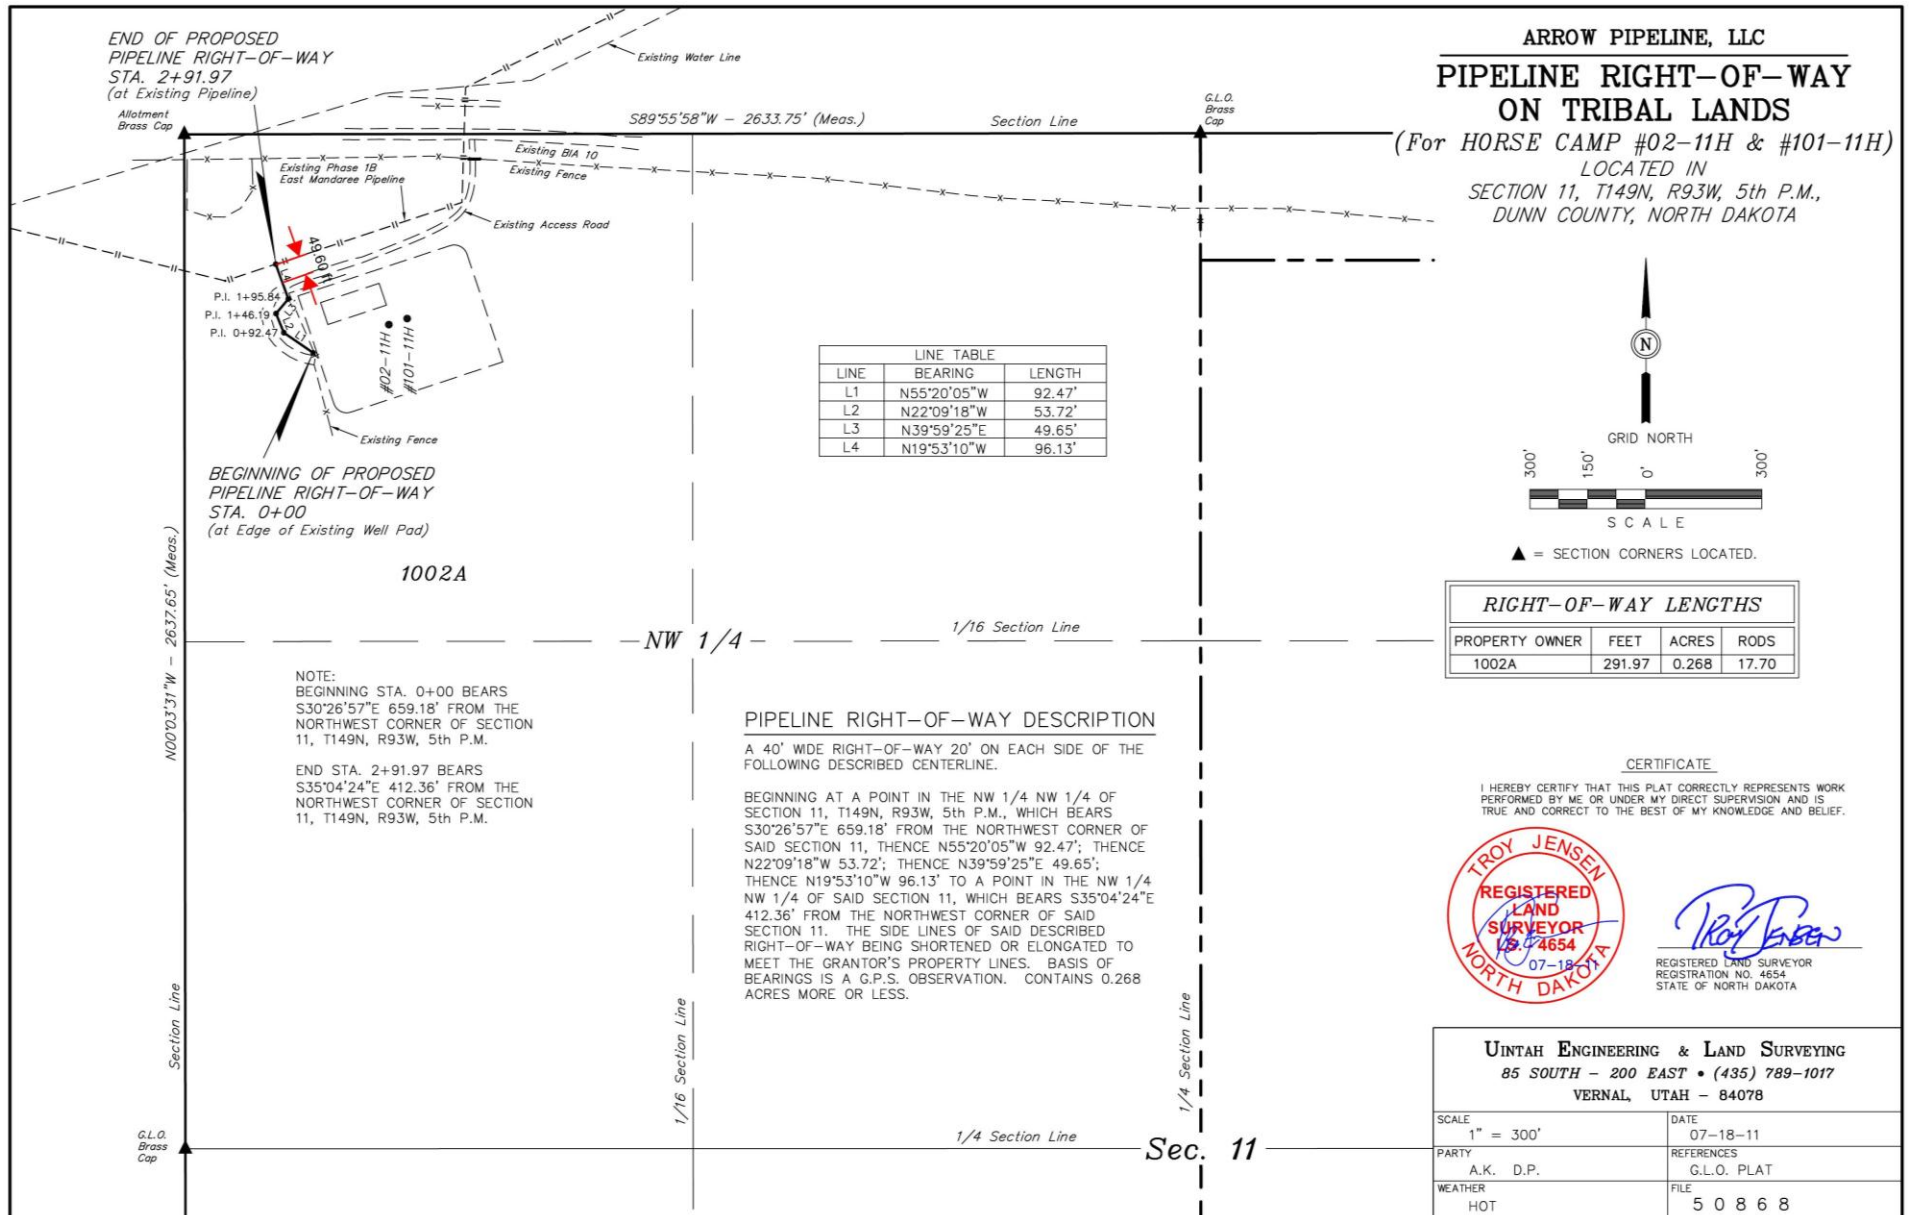 END OF PROPOSED
PIPELINE RIGHT-OF-WAY
STA. 2+91.97
(at Existing Pipeline)
Allotment
Brass Cap
Existing Water Line
S89°55'58"W - 2633.75' (Meas.)
Section Line
G.L.O.
Brass
Cap
Existing BIA 10
Existing Fence
Existing Phase 1B
East Mandaree Pipeline
Existing Access Road
49.60 ft
L4
P.I. 1+95.84
L3
P.I. 1+46.19
L2
P.I. 0+92.47
L1
#02-11H
#101-11H
Existing Fence
BEGINNING OF PROPOSED
PIPELINE RIGHT-OF-WAY
STA. 0+00
(at Edge of Existing Well Pad)
1002A
N00°03'31"W - 2637.65' (Meas.)
Section Line
LINE TABLE
LINE BEARING LENGTH
L1 N55°20'05"W 92.47'
L2 N22°09'18"W 53.72'
L3 N39°59'25"E 49.65'
L4 N19°53'10"W 96.13'
NW 1/4
1/16 Section Line
NOTE:
BEGINNING STA. 0+00 BEARS
S30°26'57"E 659.18' FROM THE
NORTHWEST CORNER OF SECTION
11, T149N, R93W, 5th P.M.
END STA. 2+91.97 BEARS
S35°04'24"E 412.36' FROM THE
NORTHWEST CORNER OF SECTION
11, T149N, R93W, 5th P.M.
PIPELINE RIGHT-OF-WAY DESCRIPTION
A 40' WIDE RIGHT-OF-WAY 20' ON EACH SIDE OF THE
FOLLOWING DESCRIBED CENTERLINE.
BEGINNING AT A POINT IN THE NW 1/4 NW 1/4 OF
SECTION 11, T149N, R93W, 5th P.M., WHICH BEARS
S30°26'57"E 659.18' FROM THE NORTHWEST CORNER OF
SAID SECTION 11, THENCE N55°20'05"W 92.47'; THENCE
N22°09'18"W 53.72'; THENCE N39°59'25"E 49.65';
THENCE N19°53'10"W 96.13' TO A POINT IN THE NW 1/4
NW 1/4 OF SAID SECTION 11, WHICH BEARS S35°04'24"E
412.36' FROM THE NORTHWEST CORNER OF SAID
SECTION 11. THE SIDE LINES OF SAID DESCRIBED
RIGHT-OF-WAY BEING SHORTENED OR ELONGATED TO
MEET THE GRANTOR'S PROPERTY LINES. BASIS OF
BEARINGS IS A G.P.S. OBSERVATION. CONTAINS 0.268
ACRES MORE OR LESS.
1/16 Section Line
1/4 Section Line
G.L.O.
Brass
Cap
1/4 Section Line
Sec. 11
ARROW PIPELINE, LLC
PIPELINE RIGHT-OF-WAY
ON TRIBAL LANDS
(For HORSE CAMP #02-11H & #101-11H)
LOCATED IN
SECTION 11, T149N, R93W, 5th P.M.,
DUNN COUNTY, NORTH DAKOTA
N
GRID NORTH
300' 150' 0' 300'
SCALE
▲ = SECTION CORNERS LOCATED.
RIGHT-OF-WAY LENGTHS
PROPERTY OWNER FEET ACRES RODS
1002A 291.97 0.268 17.70
CERTIFICATE
I HEREBY CERTIFY THAT THIS PLAT CORRECTLY REPRESENTS WORK
PERFORMED BY ME OR UNDER MY DIRECT SUPERVISION AND IS
TRUE AND CORRECT TO THE BEST OF MY KNOWLEDGE AND BELIEF.
TROY JENSEN
REGISTERED
LAND
SURVEYOR
LS. 4654
07-18-11
NORTH DAKOTA
Troy Jensen
REGISTERED LAND SURVEYOR
REGISTRATION NO. 4654
STATE OF NORTH DAKOTA
UINTAH ENGINEERING & LAND SURVEYING
85 SOUTH - 200 EAST • (435) 789-1017
VERNAL, UTAH - 84078
SCALE
1" = 300'
DATE
07-18-11
PARTY
A.K. D.P.
REFERENCES
G.L.O. PLAT
WEATHER
HOT
FILE
50868